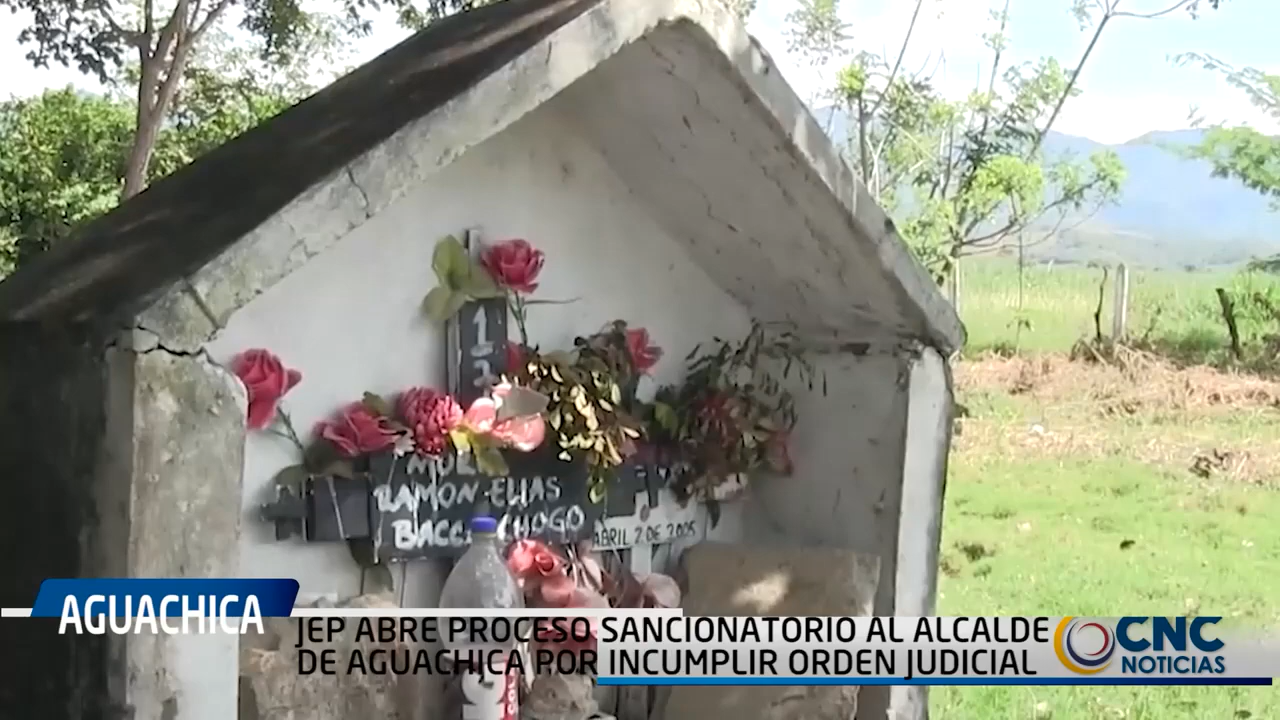 12
RAMON ELIAS
ABRIL 2 DE 2005
AGUACHICA
JEP ABRE PROCESO SANCIONATORIO AL ALCALDE
DE AGUACHICA POR INCUMPLIR ORDEN JUDICIAL
CNC
NOTICIAS